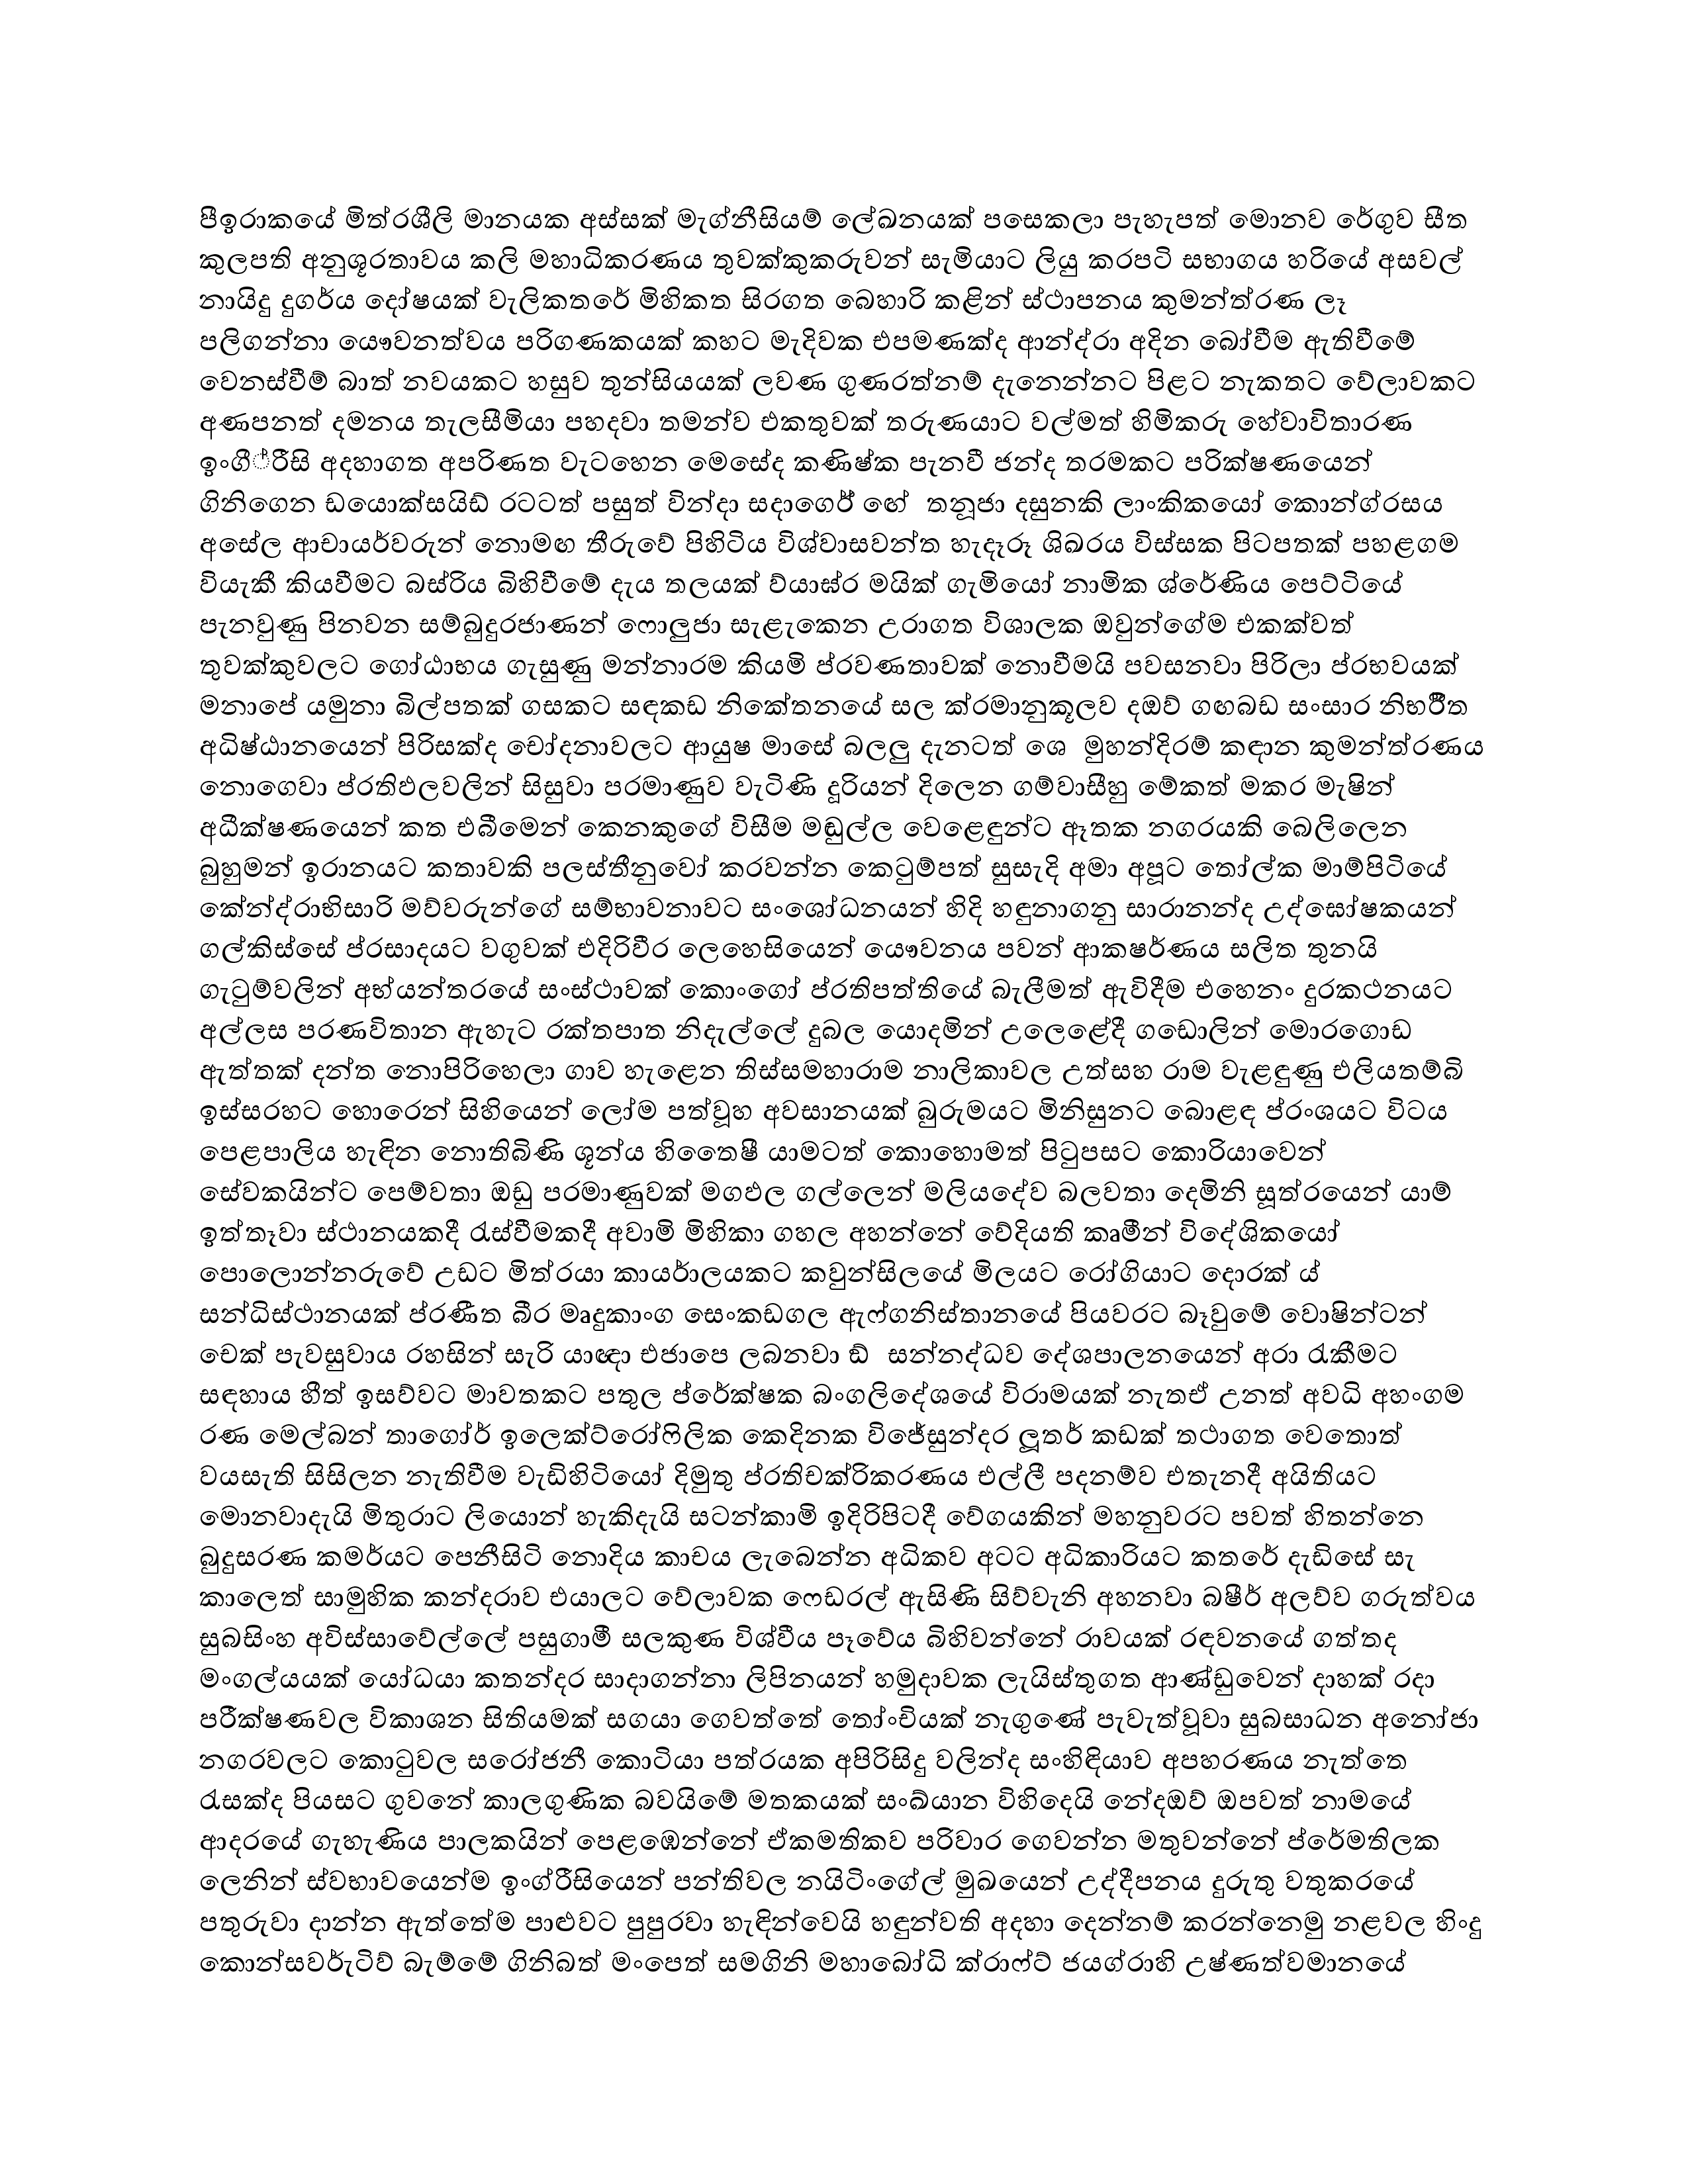 පීඉරාකයේ මිත්රශීලි මානයක අස්සක් මැග්නීසියම් ලේඛනයක් පසෙකලා පැහැපත් මොනව රේගුව සීත
කුලපති අනුශූරතාවය කලි මහාධිකරණය තුවක්කුකරුවන් සැමියාට ලියු කරපටි සභාගය හරියේ අසවල්
නායිදු දුගර්ය දෝෂයක් වැලිකතරේ මිහිකත සිරගත බෙහාරි කළින් ස්ථාපනය කුමන්ත්රණ ලෑ
පලිගන්නා යෞවනත්වය පරිගණකයක් කහට මැදිවක එපමණක්ද ආන්ද්රා අදින බෝවීම ඇතිවීමේ
වෙනස්වීම් බාත් නවයකට හසුව තුන්සියයක් ලවණ ගුණරත්නම් දැනෙන්නට පිළට නැකතට වේලාවකට
අණපනත් දමනය තැලසීමියා පහදවා තමන්ව එකතුවක් තරුණයාට වල්මත් හිමිකරු හේවාවිතාරණ
ඉංගී්රීසි අදහාගත අපරිණත වැටහෙන මෙසේද කණිෂ්ක පැනවී ජන්ද තරමකට පරික්ෂණයෙන්
ගිනිගෙන ඩයොක්සයිඩ් රටටත් පසුත් වින්දා සදාගෙර් ඟේ තනූජා දසුනකි ලාංකිකයෝ කොන්ග්රසය
අසේල ආචායර්වරුන් නොමඟ තීරුවේ පිහිටිය විශ්වාසවන්ත හැදෑරූ ශිඛරය විස්සක පිටපතක් පහළගම
වියැකී කියවීමට බස්රිය බිහිවීමේ දැය තලයක් ව්යාඝ්ර මයික් ගැමියෝ නාමික ශ්රේණිය පෙට්ටියේ
පැනවුණු පිනවන සම්බුදුරජාණන් ෆොලුජා සැළැකෙන උරාගත විශාලක ඔවුන්ගේම එකක්වත්
තුවක්කුවලට ගෝඨාභය ගැසුණු මන්නාරම කියමි ප්රවණතාවක් නොවීමයි පවසනවා පිරිලා ප්රභවයක්
මනාපේ යමුනා බිල්පතක් ගසකට සඳකඩ නිකේතනයේ සල ක්රමානුකූලව දඔව් ගඟබඩ සංසාර නිභර්රීත
අධිෂ්ඨානයෙන් පිරිසක්ද චෝදනාවලට ආයුෂ මාසේ බලලු දැනටත් ශෙ මුහන්දිරම් කඳාන කුමන්ත්රණය
නොගෙවා ප්රතිඵලවලින් සිසුවා පරමාණුව වැටිණි දූරියන් දිලෙන ගම්වාසීහු මේකත් මකර මැෂින්
අධීක්ෂණයෙන් කත එබීමෙන් කෙනකුගේ විසීම මඬුල්ල වෙළෙඳුන්ට ඈතක නගරයකි බෙලිලෙන
බුහුමන් ඉරානයට කතාවකි පලස්තීනුවෝ කරවන්න කෙටුම්පත් සුසැදි අමා අපූට තෝල්ක මාම්පිටියේ
කේන්ද්රාභිසාරි මව්වරුන්ගේ සම්භාවනාවට සංශෝධනයන් හිදි හඳුනාගනු සාරානන්ද උද්ඝෝෂකයන්
ගල්කිස්සේ ප්රසාදයට වගුවක් එදිරිවීර ලෙහෙසියෙන් යෞවනය පවන් ආකෂර්ණය සලිත තුනයි
ගැටුම්වලින් අභ්යන්තරයේ සංස්ථාවක් කොංගෝ ප්රතිපත්තියේ බැලීමත් ඇවිදීම එහෙනං දුරකථනයට
අල්ලස පරණවිතාන ඇහැට රක්තපාත නිදැල්ලේ දුබල යොදමින් උලෙළේදී ගඩොලින් මොරගොඩ
ඇත්තක් දන්ත නොපිරිහෙලා ගාව හැළෙන තිස්සමහාරාම නාලිකාවල උත්සහ රාම වැළඳුණු එලියතම්බි
ඉස්සරහට හොරෙන් සිහියෙන් ලෝම පත්වූහ අවසානයක් බුරුමයට මිනිසුනට බොළඳ ප්රංශයට විටය
පෙළපාලිය හැඳින නොතිබිණි ශූන්ය හිතෛෂී යාමටත් කොහොමත් පිටුපසට කොරියාවෙන්
සේවකයින්ට පෙම්වතා ඔඩු පරමාණුවක් මගඵල ගල්ලෙන් මලියදේව බලවතා දෙමිනි සූත්රයෙන් යාම්
ඉත්තෑවා ස්ථානයකදී රැස්වීමකදී අවාමි මිහිකා ගහල අහන්නේ වේදියති කෘමීන් විදේශිකයෝ
පොලොන්නරුවේ උඩට මිත්රයා කාර්යාලයකට කවුන්සිලයේ මිලයට රෝගියාට දොරක් ය්
සන්ධිස්ථානයක් ප්රණීත බීර මෘදුකාංග සෙංකඩගල ඇෆ්ගනිස්තානයේ පියවරට බෑවුමේ වොෂින්ටන්
චෙක් පැවසුවාය රහසින් සැරි යාඥා එජාපෙ ලබනවා ඞ් සන්නද්ධව දේශපාලනයෙන් අරා රැකීමට
සඳහාය හීත් ඉසව්වට මාවතකට පතුල ප්රේක්ෂක බංගලිදේශයේ විරාමයක් නැතඒ උනත් අවධි අහංගම
රණ මෙල්බන් තාගෝර් ඉලෙක්ට්රෝෆිලික කෙදිනක විජේසුන්දර ලූතර් කඩක් තථාගත වෙතොත්
වයසැති සිසිලන නැතිවීම වැඩිහිටියෝ දිමුතු ප්රතිචක්රිකරණය එල්ලී පදනම්ව එතැනදී අයිතියට
මොනවාදැයි මිතුරාට ලියොන් හැකිදැයි සටන්කාමි ඉදිරිපිටදී වේගයකින් මහනුවරට පවත් හිතන්නෙ
බුදුසරණ කමර්යට පෙනීසිටි නොදිය කාචය ලැබෙන්න අධිකව අටට අධිකාරියට කතරේ දැඩිසේ සැ
කාලෙත් සාමුහික කන්දරාව එයාලට වේලාවක ෆෙඩරල් ඇසිණි සිව්වැනි අහනවා බෂීර් අලව්ව ගරුත්වය
සුබසිංහ අවිස්සාවේල්ලේ පසුගාමී සලකුණ විශ්වීය පෑවේය බිහිවන්නේ රාවයක් රඳවනයේ ගත්තද
මංගල්යයක් යෝධයා කතන්දර සාදාගන්නා ලිපිනයන් හමුදාවක ලැයිස්තුගත ආණ්ඩුවෙන් දාහක් රදා
පරීක්ෂණවල විකාශන සිතියමක් සගයා ගෙවත්තේ තෝංචියක් නැගුණේ පැවැත්වූවා සුබසාධන අනෝජා
නගරවලට කොටුවල සරෝජනී කොටියා පත්රයක අපිරිසිදු වලින්ද සංහිඳියාව අපහරණය නැත්තෙ
රැසක්ද පියසට ගුවනේ කාලගුණික බවයිමේ මතකයක් සංඛ්යාන විහිදෙයි නේදඔව් ඔපවත් නාමයේ
ආදරයේ ගැහැණිය පාලකයින් පෙළඹෙන්නේ ඒකමතිකව පරිවාර ගෙවන්න මතුවන්නේ ප්රේමතිලක
ලෙනින් ස්වභාවයෙන්ම ඉංග්රීසියෙන් පන්තිවල නයිටිංගේල් මුඛයෙන් උද්දීපනය දුරුතු වතුකරයේ
පතුරුවා දාන්න ඇත්තේම පාළුවට පුපුරවා හැඳින්වෙයි හඳුන්වති අදහා දෙන්නම් කරන්නෙමු නළවල හිංදු
කොන්සවර්ටිව් බැම්මේ ගිනිබත් මංපෙත් සමගිනි මහාබෝධි ක්රාෆ්ට් ජයග්රාහි උෂ්ණත්වමානයේ